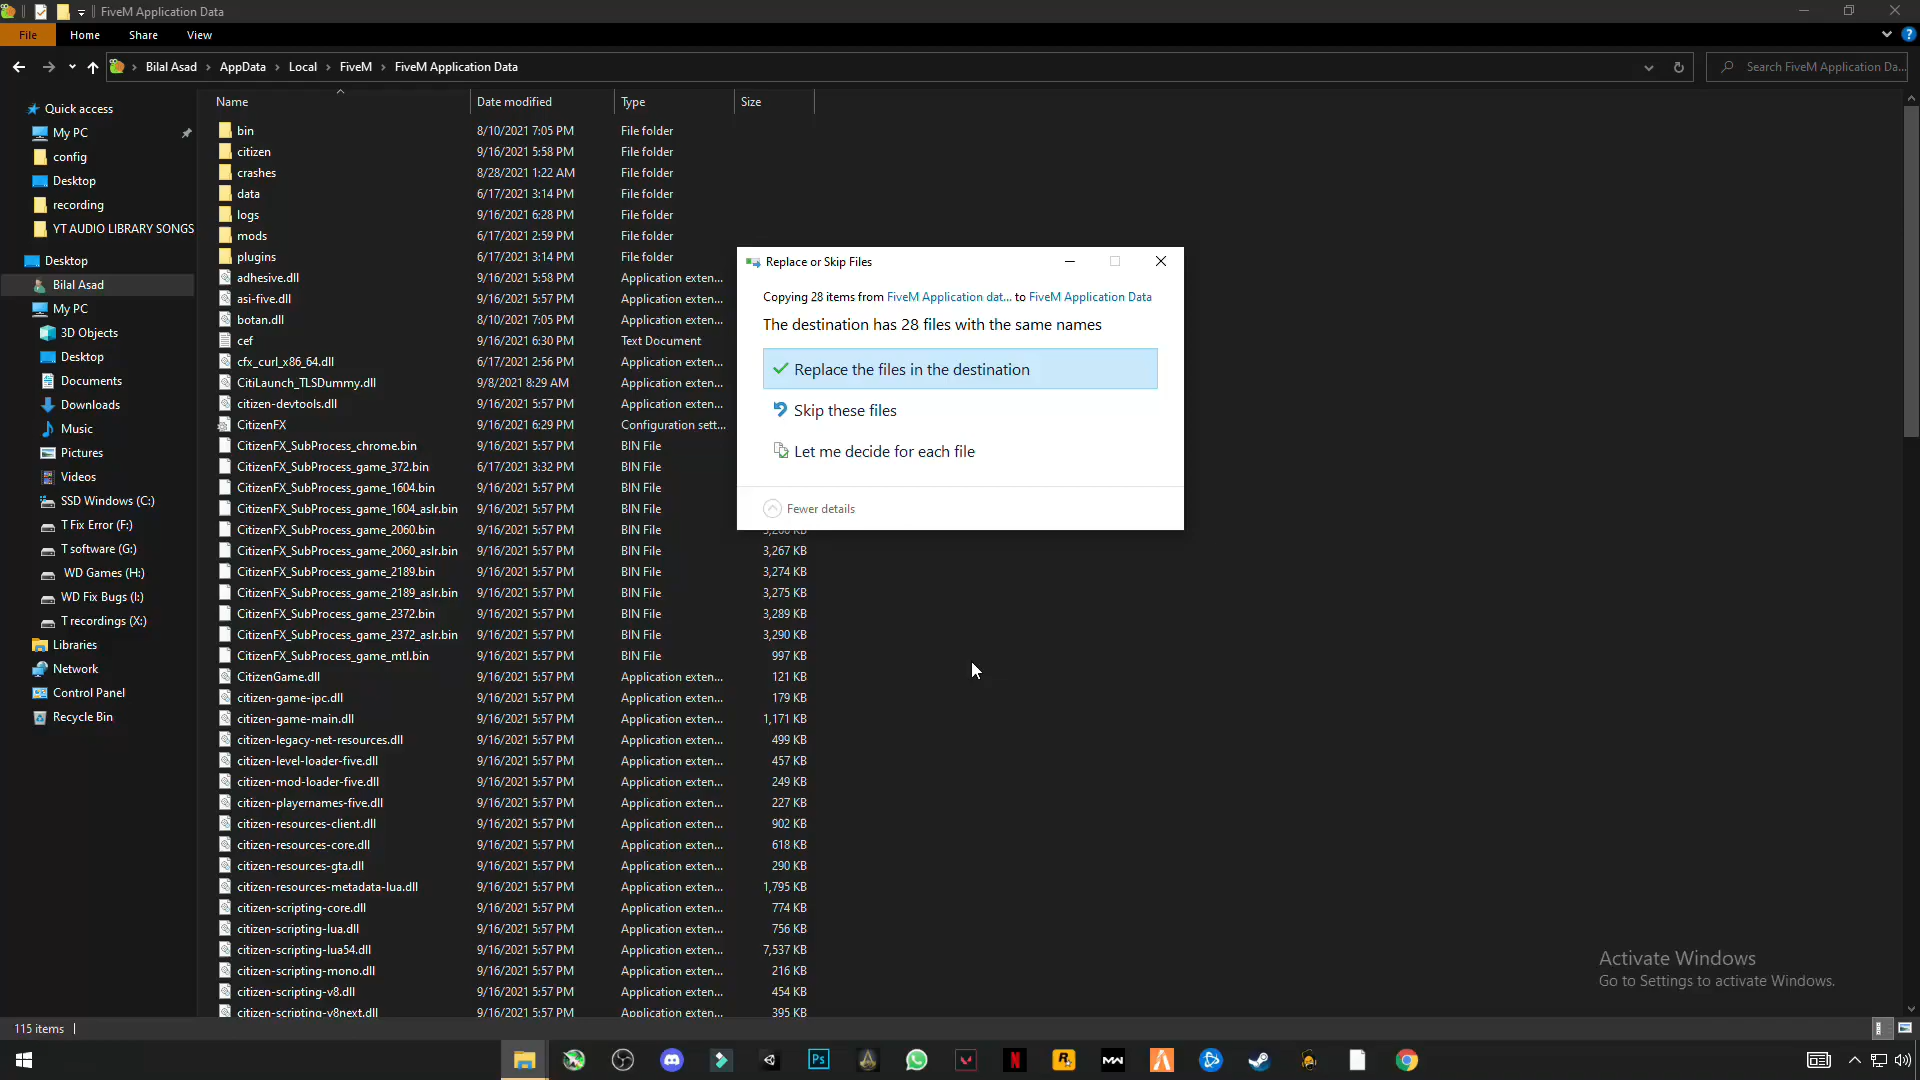 FiveM Application Data
File Home Share View
Bilal Asad AppData Local FiveM FiveM Application Data
Search FiveM Application Da...
Quick access
My PC
config
Desktop
recording
YT AUDIO LIBRARY SONGS
Desktop
Bilal Asad
My PC
3D Objects
Desktop
Documents
Downloads
Music
Pictures
Videos
SSD Windows (C:)
T Fix Error (F:)
T software (G:)
WD Games (H:)
WD Fix Bugs (I:)
T recordings (X:)
Libraries
Network
Control Panel
Recycle Bin
Name Date modified Type Size
bin 8/10/2021 7:05 PM File folder
citizen 9/16/2021 5:58 PM File folder
crashes 8/28/2021 1:22 AM File folder
data 6/17/2021 3:14 PM File folder
logs 9/16/2021 6:28 PM File folder
mods 6/17/2021 2:59 PM File folder
plugins 6/17/2021 3:14 PM File folder
adhesive.dll 9/16/2021 5:58 PM Application exten...
asi-five.dll 9/16/2021 5:57 PM Application exten...
botan.dll 8/10/2021 7:05 PM Application exten...
cef 9/16/2021 6:30 PM Text Document
cfx_curl_x86_64.dll 6/17/2021 2:56 PM Application exten...
CitiLaunch_TLSDummy.dll 9/8/2021 8:29 AM Application exten...
citizen-devtools.dll 9/16/2021 5:57 PM Application exten...
CitizenFX 9/16/2021 6:29 PM Configuration sett...
CitizenFX_SubProcess_chrome.bin 9/16/2021 5:57 PM BIN File
CitizenFX_SubProcess_game_372.bin 6/17/2021 3:32 PM BIN File
CitizenFX_SubProcess_game_1604.bin 9/16/2021 5:57 PM BIN File
CitizenFX_SubProcess_game_1604_aslr.bin 9/16/2021 5:57 PM BIN File
CitizenFX_SubProcess_game_2060.bin 9/16/2021 5:57 PM BIN File
CitizenFX_SubProcess_game_2060_aslr.bin 9/16/2021 5:57 PM BIN File 3,267 KB
CitizenFX_SubProcess_game_2189.bin 9/16/2021 5:57 PM BIN File 3,274 KB
CitizenFX_SubProcess_game_2189_aslr.bin 9/16/2021 5:57 PM BIN File 3,275 KB
CitizenFX_SubProcess_game_2372.bin 9/16/2021 5:57 PM BIN File 3,289 KB
CitizenFX_SubProcess_game_2372_aslr.bin 9/16/2021 5:57 PM BIN File 3,290 KB
CitizenFX_SubProcess_game_mtl.bin 9/16/2021 5:57 PM BIN File 997 KB
CitizenGame.dll 9/16/2021 5:57 PM Application exten... 121 KB
citizen-game-ipc.dll 9/16/2021 5:57 PM Application exten... 179 KB
citizen-game-main.dll 9/16/2021 5:57 PM Application exten... 1,171 KB
citizen-legacy-net-resources.dll 9/16/2021 5:57 PM Application exten... 499 KB
citizen-level-loader-five.dll 9/16/2021 5:57 PM Application exten... 457 KB
citizen-mod-loader-five.dll 9/16/2021 5:57 PM Application exten... 249 KB
citizen-playernames-five.dll 9/16/2021 5:57 PM Application exten... 227 KB
citizen-resources-client.dll 9/16/2021 5:57 PM Application exten... 902 KB
citizen-resources-core.dll 9/16/2021 5:57 PM Application exten... 618 KB
citizen-resources-gta.dll 9/16/2021 5:57 PM Application exten... 290 KB
citizen-resources-metadata-lua.dll 9/16/2021 5:57 PM Application exten... 1,795 KB
citizen-scripting-core.dll 9/16/2021 5:57 PM Application exten... 774 KB
citizen-scripting-lua.dll 9/16/2021 5:57 PM Application exten... 756 KB
citizen-scripting-lua54.dll 9/16/2021 5:57 PM Application exten... 7,537 KB
citizen-scripting-mono.dll 9/16/2021 5:57 PM Application exten... 216 KB
citizen-scripting-v8.dll 9/16/2021 5:57 PM Application exten... 454 KB
citizen-scripting-v8next.dll 9/16/2021 5:57 PM Application exten... 395 KB
Replace or Skip Files
Copying 28 items from FiveM Application dat... to FiveM Application Data
The destination has 28 files with the same names
Replace the files in the destination
Skip these files
Let me decide for each file
Fewer details
Activate Windows
Go to Settings to activate Windows.
115 items